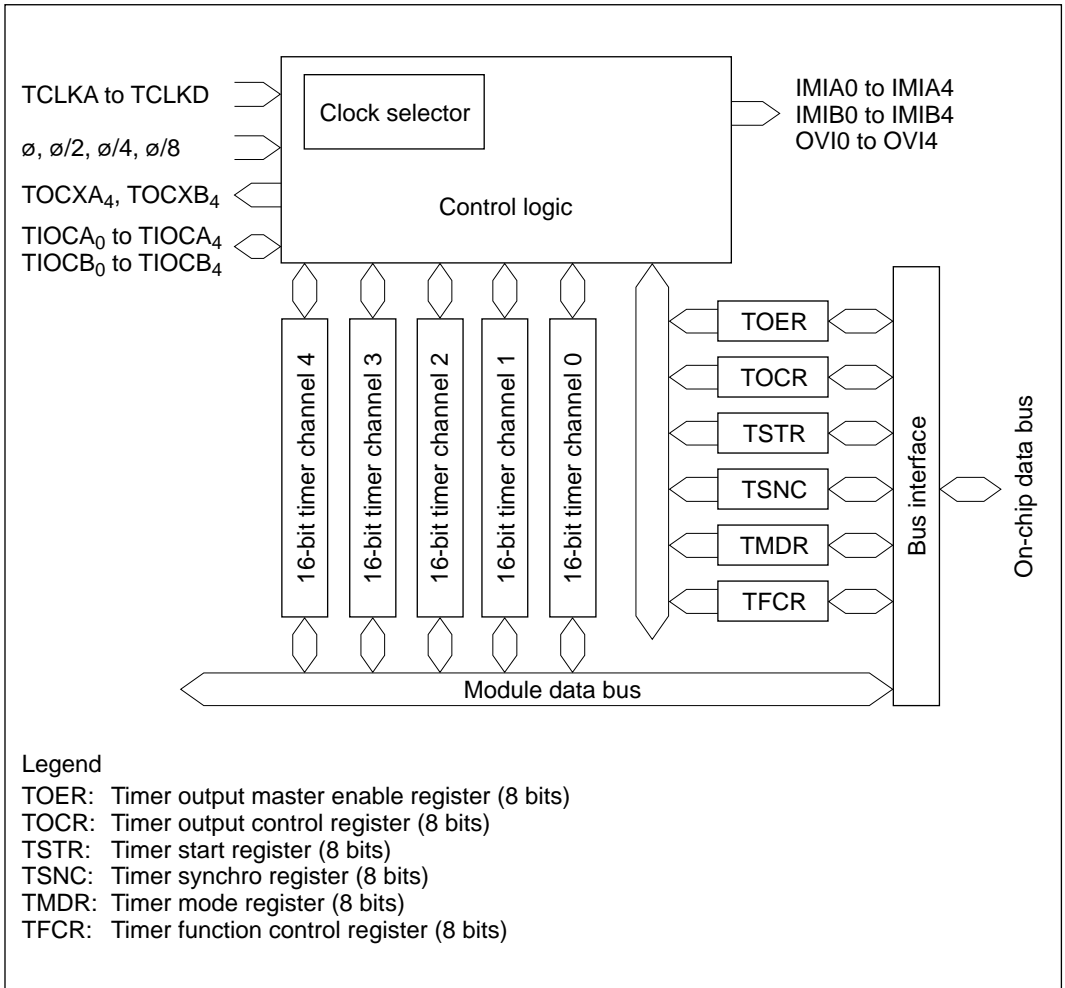 TCLKA to TCLKD
ø, ø/2, ø/4, ø/8
TOCXA4, TOCXB4
TIOCA0 to TIOCA4
TIOCB0 to TIOCB4
Clock selector
Control logic
IMIA0 to IMIA4
IMIB0 to IMIB4
OVI0 to OVI4
16-bit timer channel 4
16-bit timer channel 3
16-bit timer channel 2
16-bit timer channel 1
16-bit timer channel 0
TOER
TOCR
TSTR
TSNC
TMDR
TFCR
Bus interface
On-chip data bus
Module data bus
Legend
TOER: Timer output master enable register (8 bits)
TOCR: Timer output control register (8 bits)
TSTR: Timer start register (8 bits)
TSNC: Timer synchro register (8 bits)
TMDR: Timer mode register (8 bits)
TFCR: Timer function control register (8 bits)